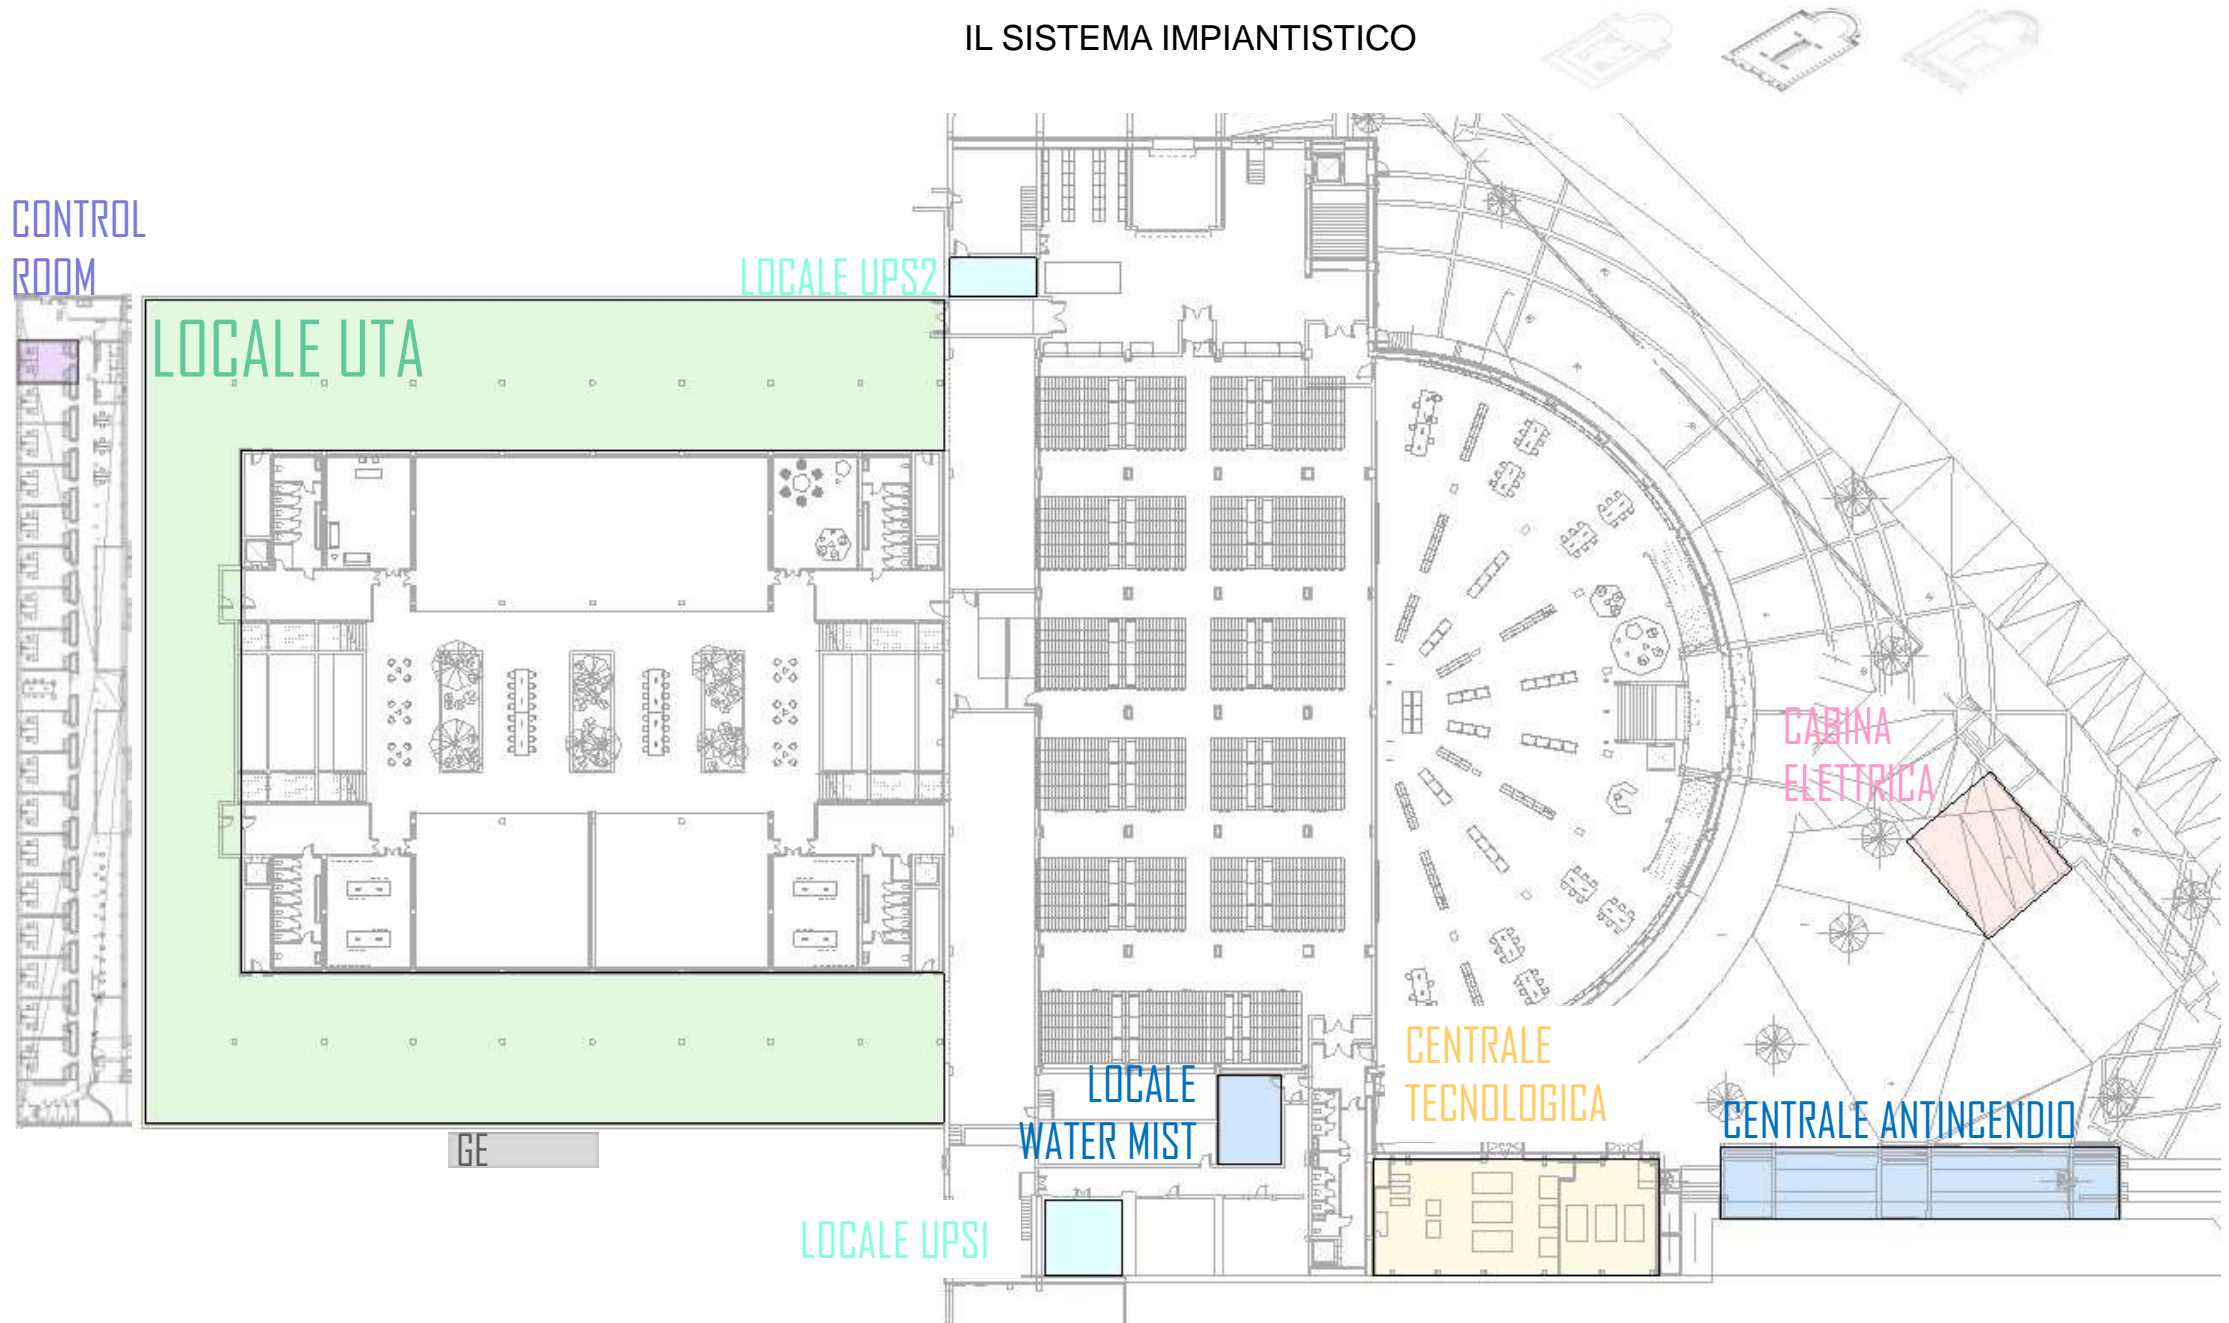 IL SISTEMA IMPIANTISTICO
CONTROL
ROOM
LOCALE UPS2
LOCALE UTA
CABINA
ELETTRICA
CENTRALE
TECNOLOGICA
LOCALE
WATER MIST
CENTRALE ANTINCENDIO
GE
LOCALE UPS1